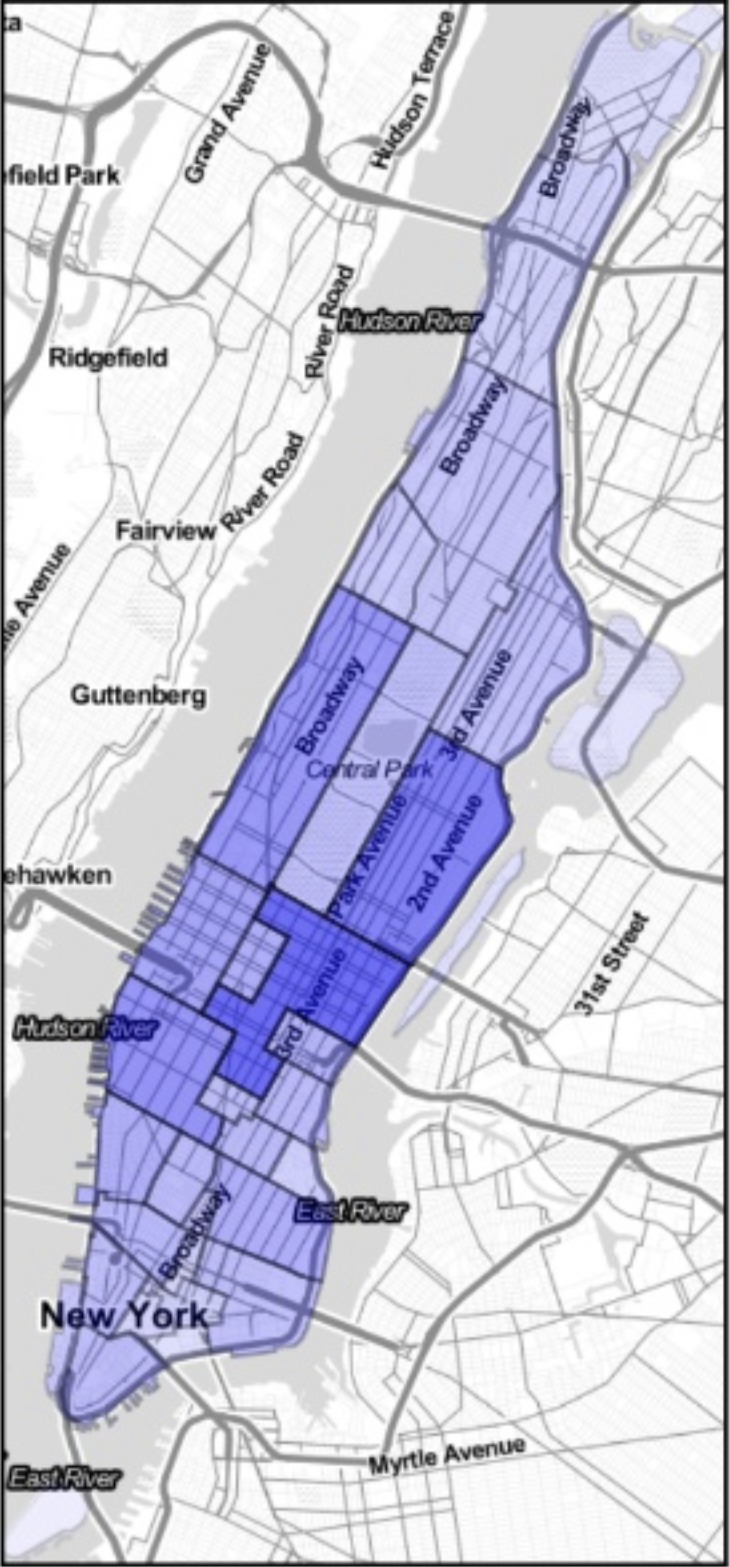 ta
Grand Avenue
Hudson Terrace
Broadway
efield Park
River Road
Hudson River
Ridgefield
Broadway
River Road
Fairview
le Avenue
Guttenberg
Broadway
3rd Avenue
Central Park
Park Avenue
2nd Avenue
ehawken
31st Street
3rd Avenue
Hudson River
Broadway
East River
New York
Myrtle Avenue
East River